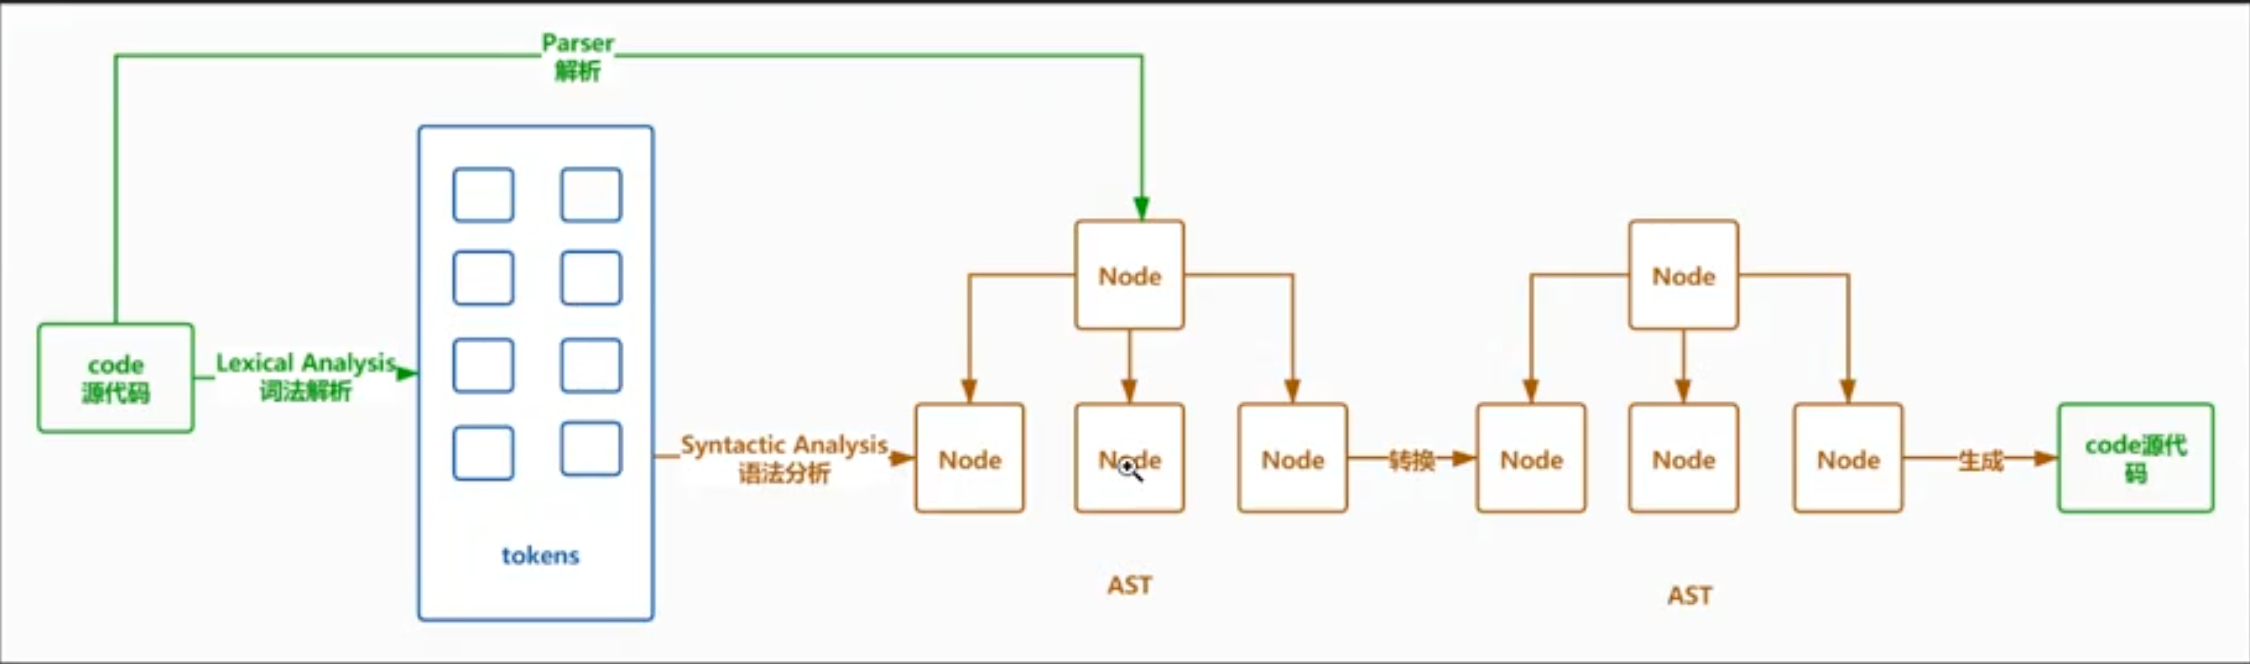 Parser
解析
code
源代码
Lexical Analysis
词法解析
tokens
Syntactic Analysis
语法分析
Node
Node
Node
Node
AST
转换
Node
Node
Node
Node
AST
生成
code源代
码